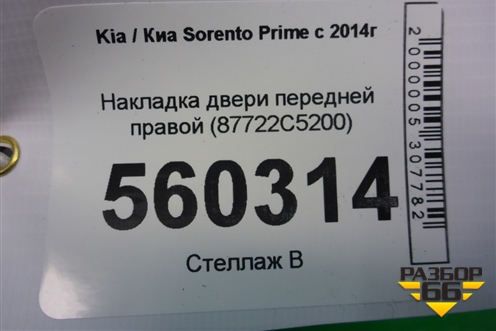 Kia / Киа Sorento Prime с 2014г
Накладка двери передней
правой (87722C5200)
560314
Стеллаж В
2000005307782
РАЗБОР
66